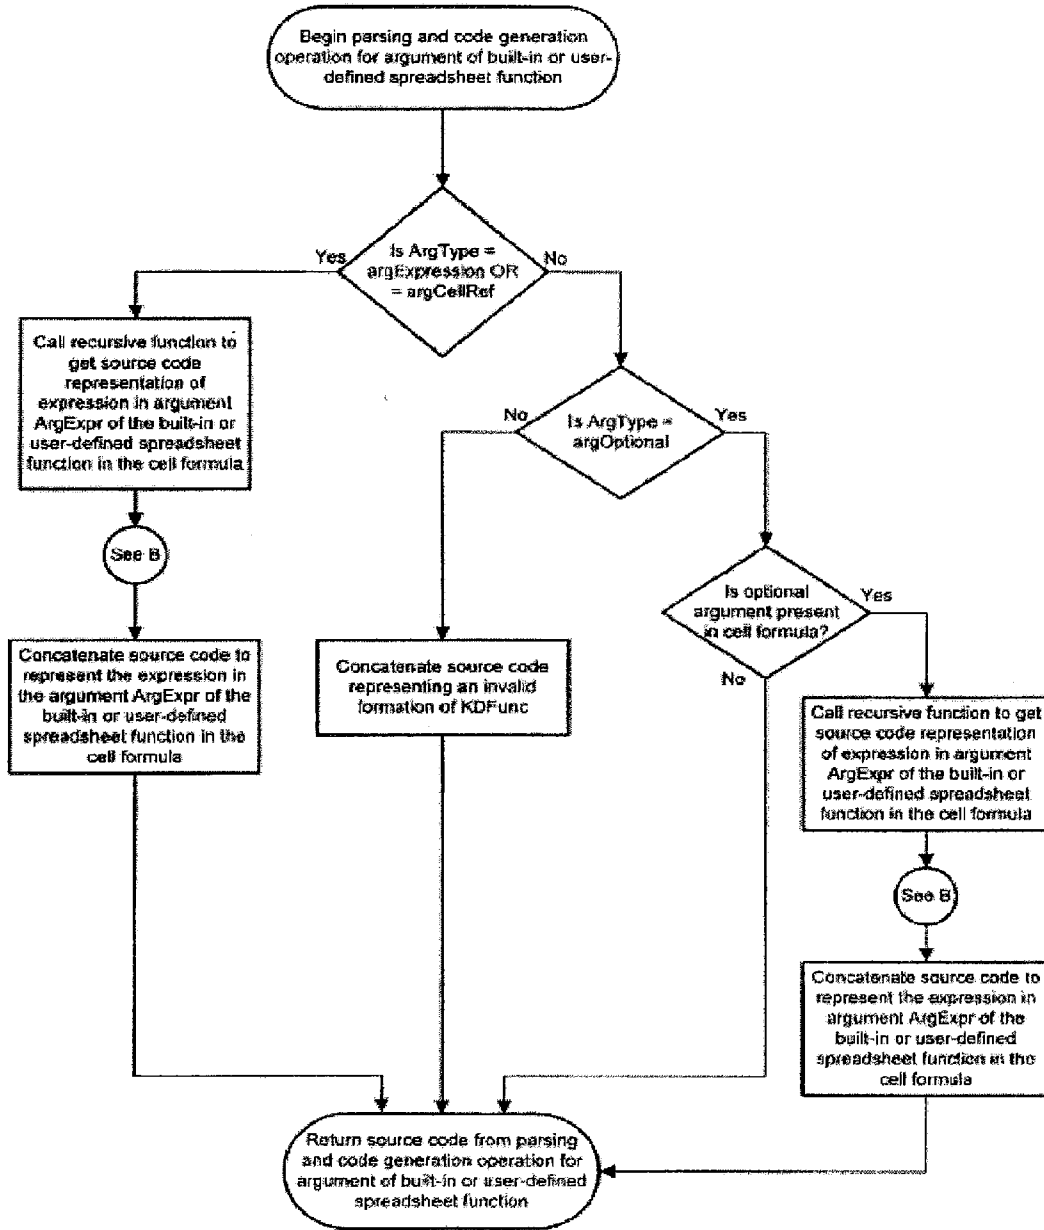 Begin parsing and code generation
operation for argument of built-in or user-
defined spreadsheet function
Yes
Is ArgType =
argExpression OR
= argCellRef
No
Call recursive function to
get source code
representation of
expression in argument
ArgExpr of the built-in or
user-defined spreadsheet
function in the cell formula
No
Is ArgType =
argOptional
Yes
See B
Is optional
argument present
in cell formula?
Yes
No
Concatenate source code to
represent the expression in
the argument ArgExpr of the
built-in or user-defined
spreadsheet function in the
cell formula
Concatenate source code
representing an invalid
formation of KDFunc
Call recursive function to get
source code representation
of expression in argument
ArgExpr of the built-in or
user-defined spreadsheet
function in the cell formula
See B
Concatenate source code to
represent the expression in
argument ArgExpr of the
built-in or user-defined
spreadsheet function in the
cell formula
Return source code from parsing
and code generation operation for
argument of built-in or user-defined
spreadsheet function